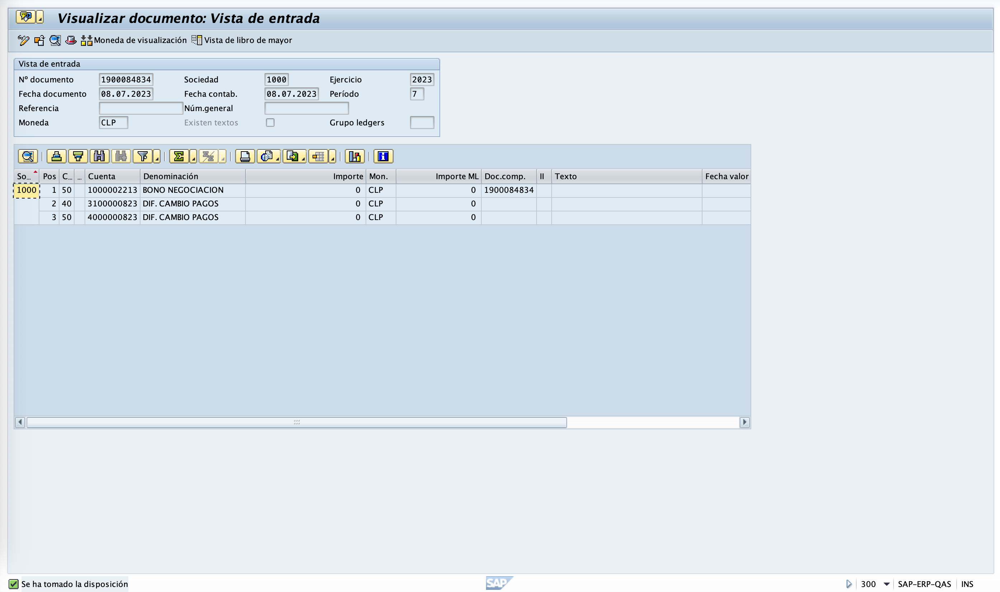 Visualizar documento: Vista de entrada
Moneda de visualización Vista de libro de mayor
Vista de entrada
Nº documento 1900084834 Sociedad 1000 Ejercicio 2023
Fecha documento 08.07.2023 Fecha contab. 08.07.2023 Período 7
Referencia Núm.general
Moneda CLP Existen textos Grupo ledgers
So... Pos C... ... Cuenta Denominación Importe Mon. Importe ML Doc.comp. II Texto Fecha valor
1000 1 50 1000002213 BONO NEGOCIACION 0 CLP 0 1900084834
2 40 3100000823 DIF. CAMBIO PAGOS 0 CLP 0
3 50 4000000823 DIF. CAMBIO PAGOS 0 CLP 0
Se ha tomado la disposición SAP 300 SAP-ERP-QAS INS